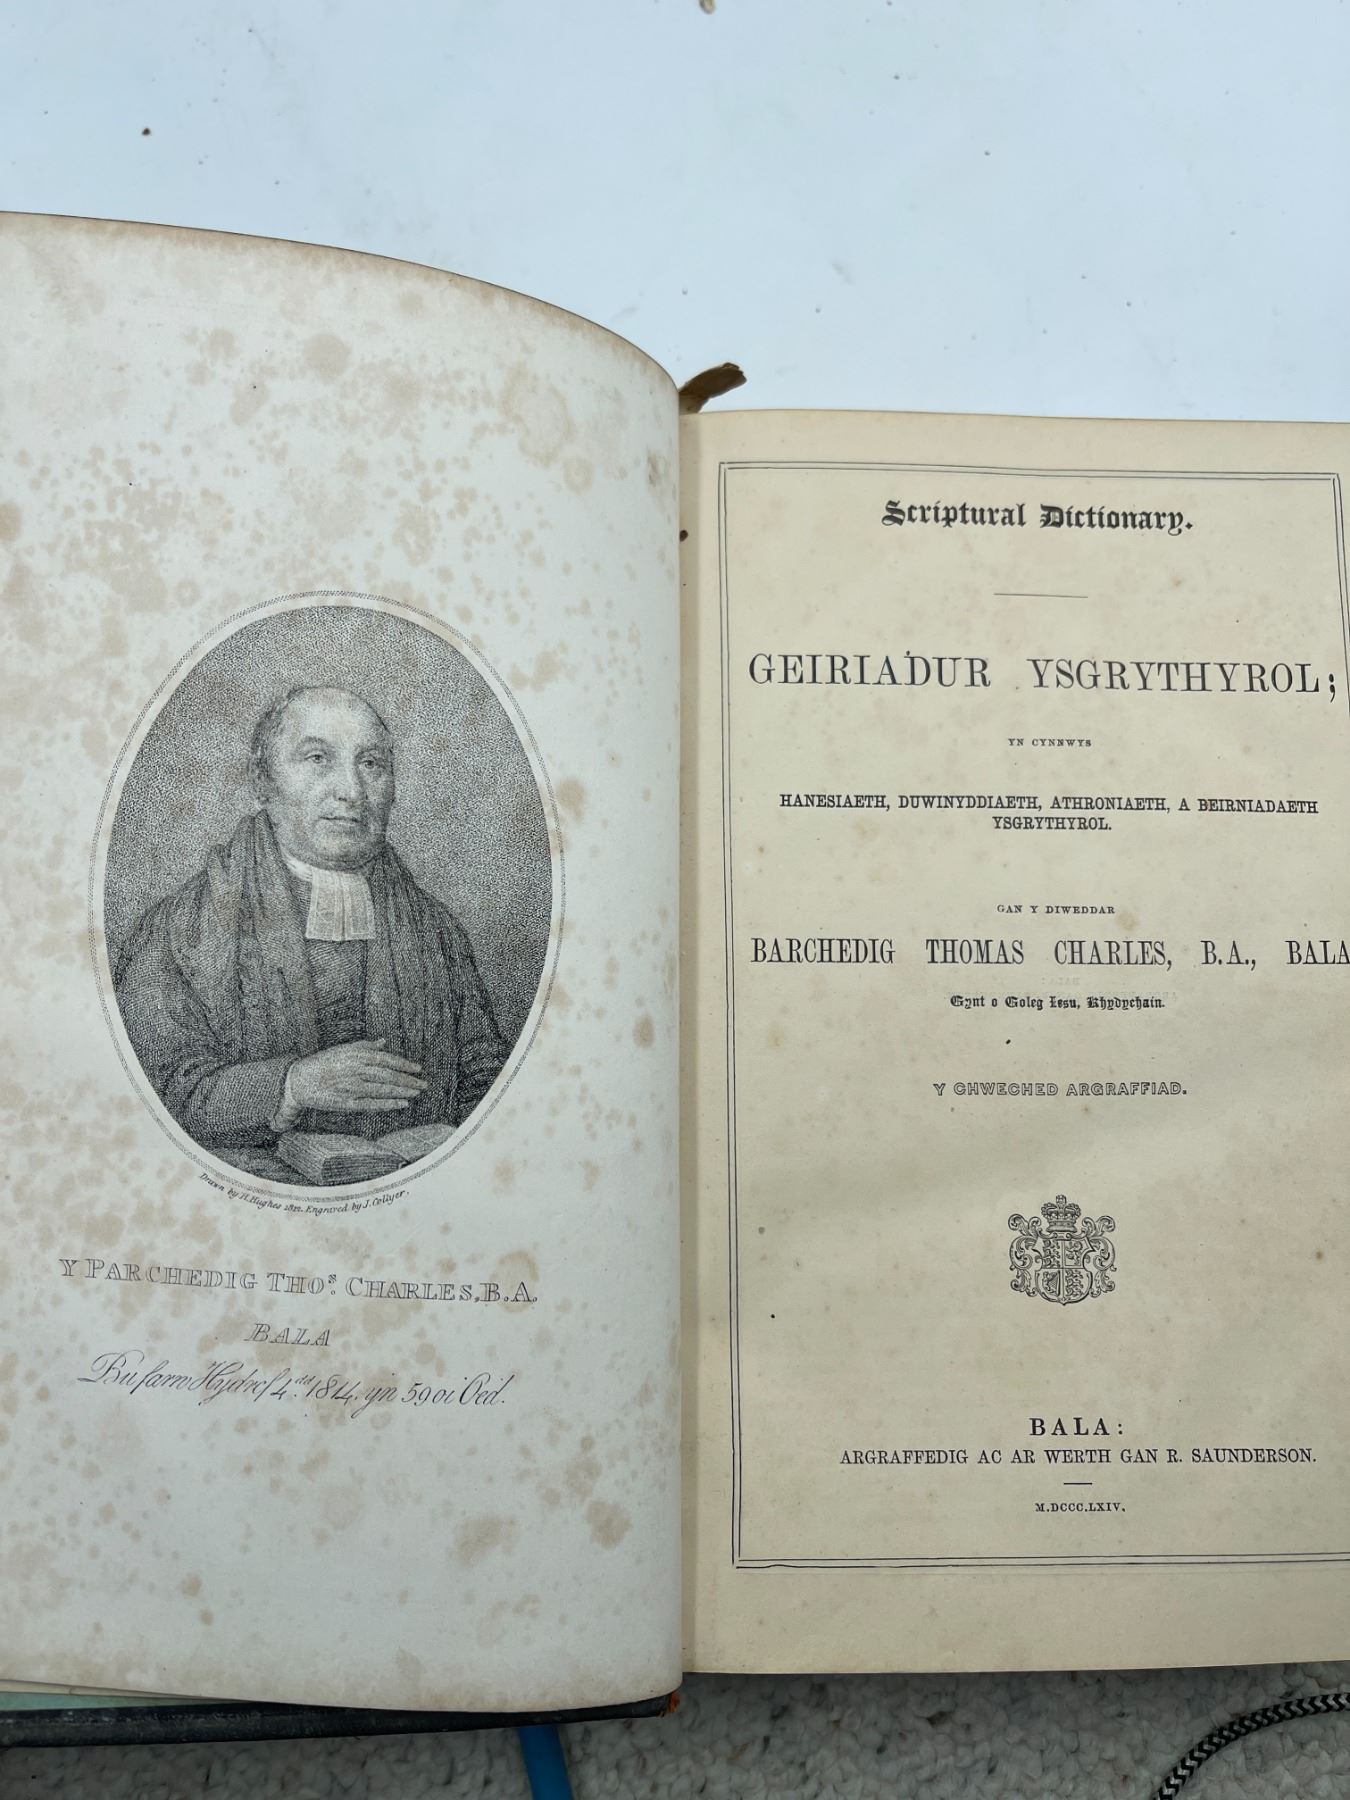 Drawn by H. Hughes 1812. Engraved by J. Collyer.
Y PARCHEDIG THOˢ. CHARLES, B.A.
BALA
Bu farw Hydref 4.dd 1814. yn 59 oi Oed.
Scriptural Dictionary.
GEIRIADUR YSGRYTHYROL;
YN CYNNWYS
HANESIAETH, DUWINYDDIAETH, ATHRONIAETH, A BEIRNIADAETH
YSGRYTHYROL.
GAN Y DIWEDDAR
BARCHEDIG THOMAS CHARLES, B.A., BALA
Gynt o Goleg Iesu, Rhydychain.
Y CHWECHED ARGRAFFIAD.
BALA:
ARGRAFFEDIG AC AR WERTH GAN R. SAUNDERSON.
M.DCCC.LXIV.